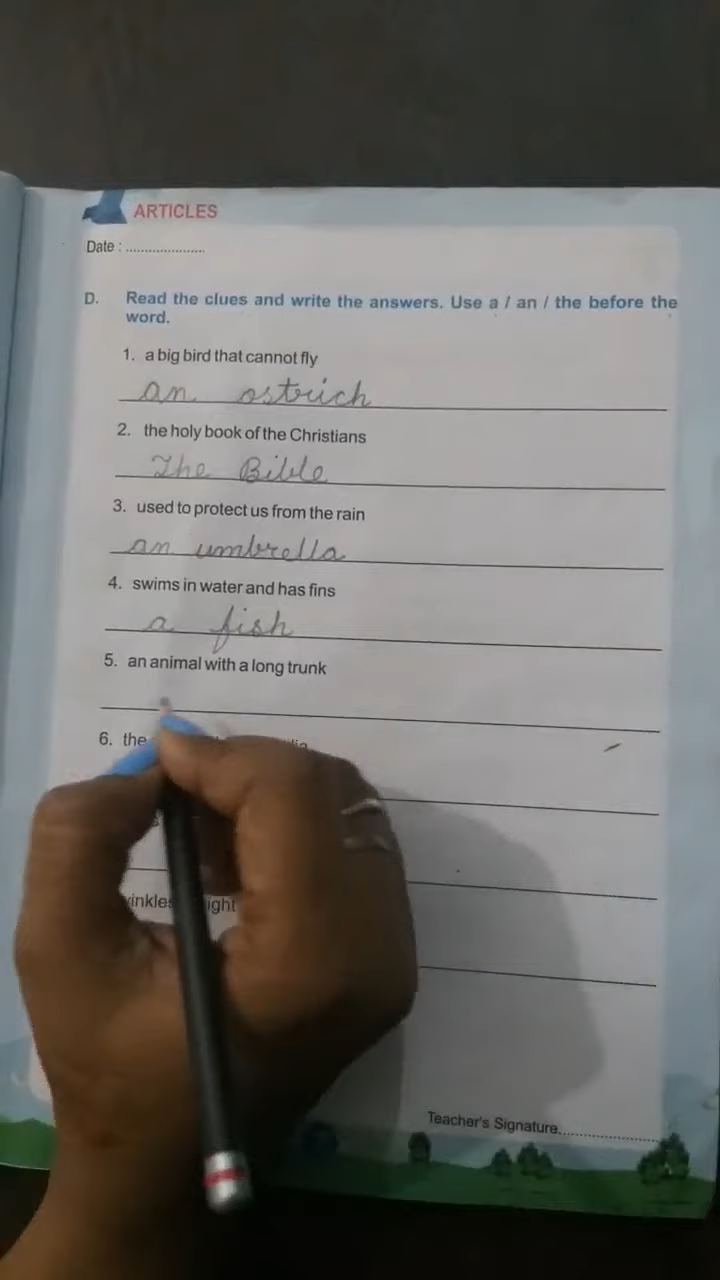 ARTICLES
Date : ....................
D. Read the clues and write the answers. Use a / an / the before the
word.
1. a big bird that cannot fly
an ostrich
2. the holy book of the Christians
The Bible
3. used to protect us from the rain
an umbrella
4. swims in water and has fins
a fish
5. an animal with a long trunk
6. the
Teacher's Signature....................